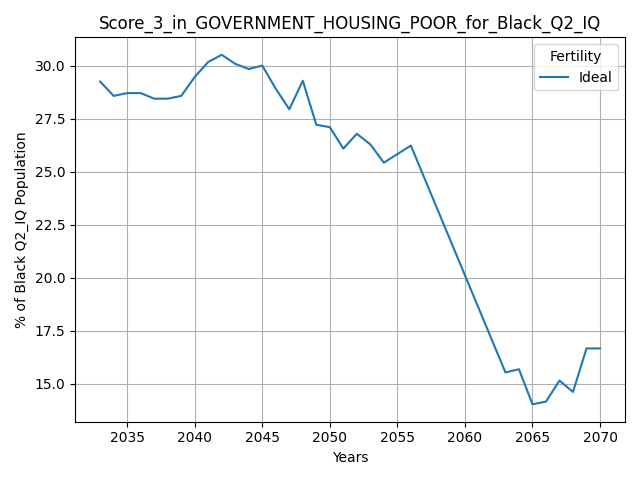 Score_3_in_GOVERNMENT_HOUSING_POOR_for_Black_Q2_IQ
Fertility
Ideal
% of Black Q2_IQ Population
30.0
27.5
25.0
22.5
20.0
17.5
15.0
2035 2040 2045 2050 2055 2060 2065 2070
Years